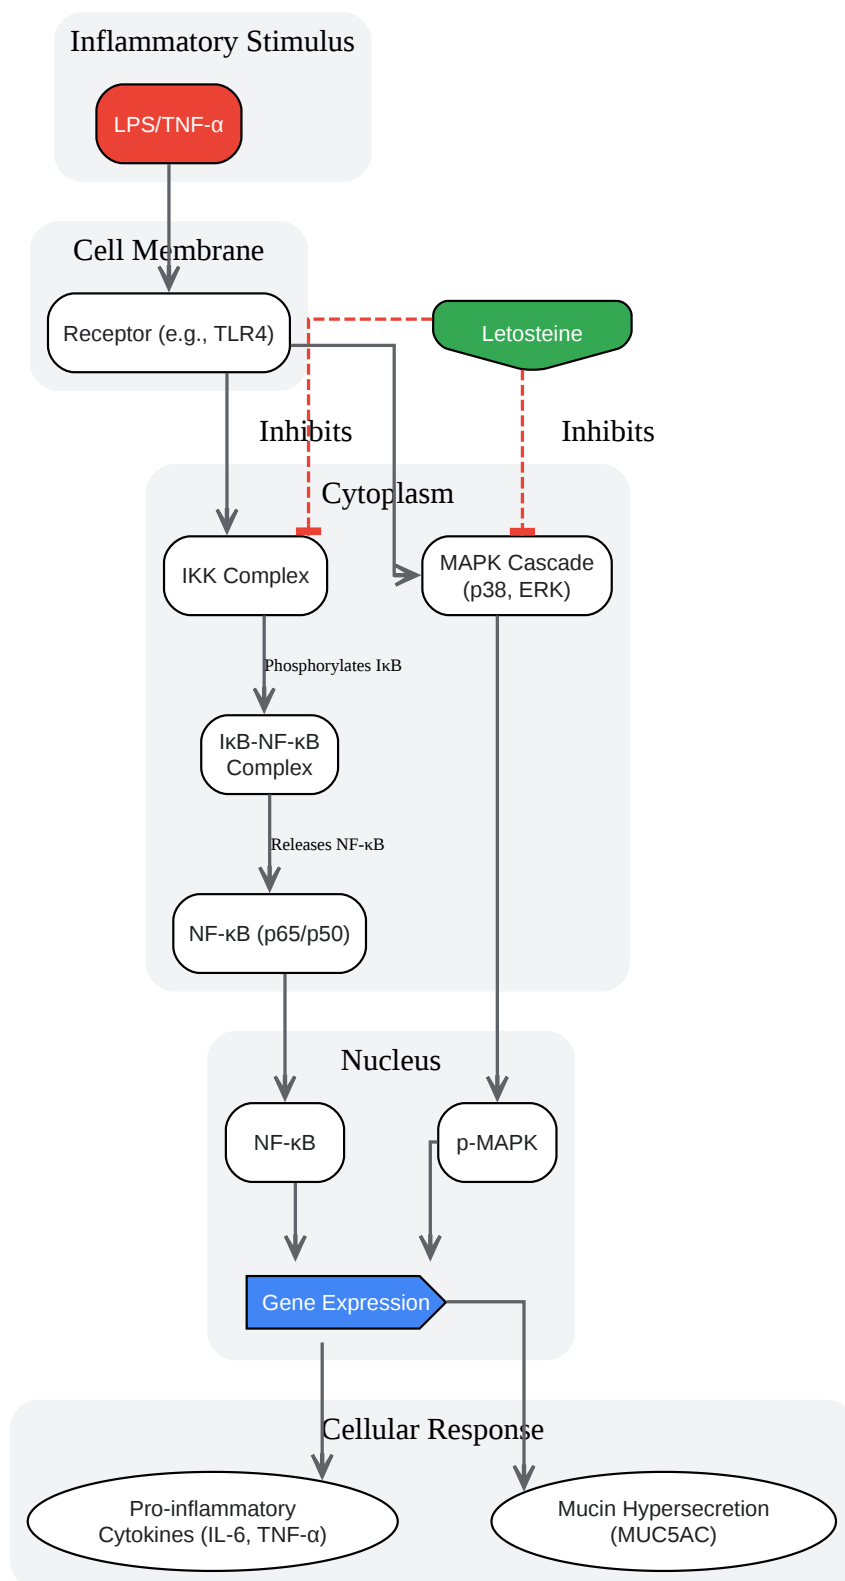 Inflammatory Stimulus
LPS/TNF-α
Cell Membrane
Receptor (e.g., TLR4)
Letosteine
Inhibits
Inhibits
Cytoplasm
IKK Complex
MAPK Cascade
(p38, ERK)
Phosphorylates IκB
IκB-NF-κB
Complex
Releases NF-κB
NF-κB (p65/p50)
Nucleus
NF-κB
p-MAPK
Gene Expression
Cellular Response
Pro-inflammatory
Cytokines (IL-6, TNF-α)
Mucin Hypersecretion
(MUC5AC)